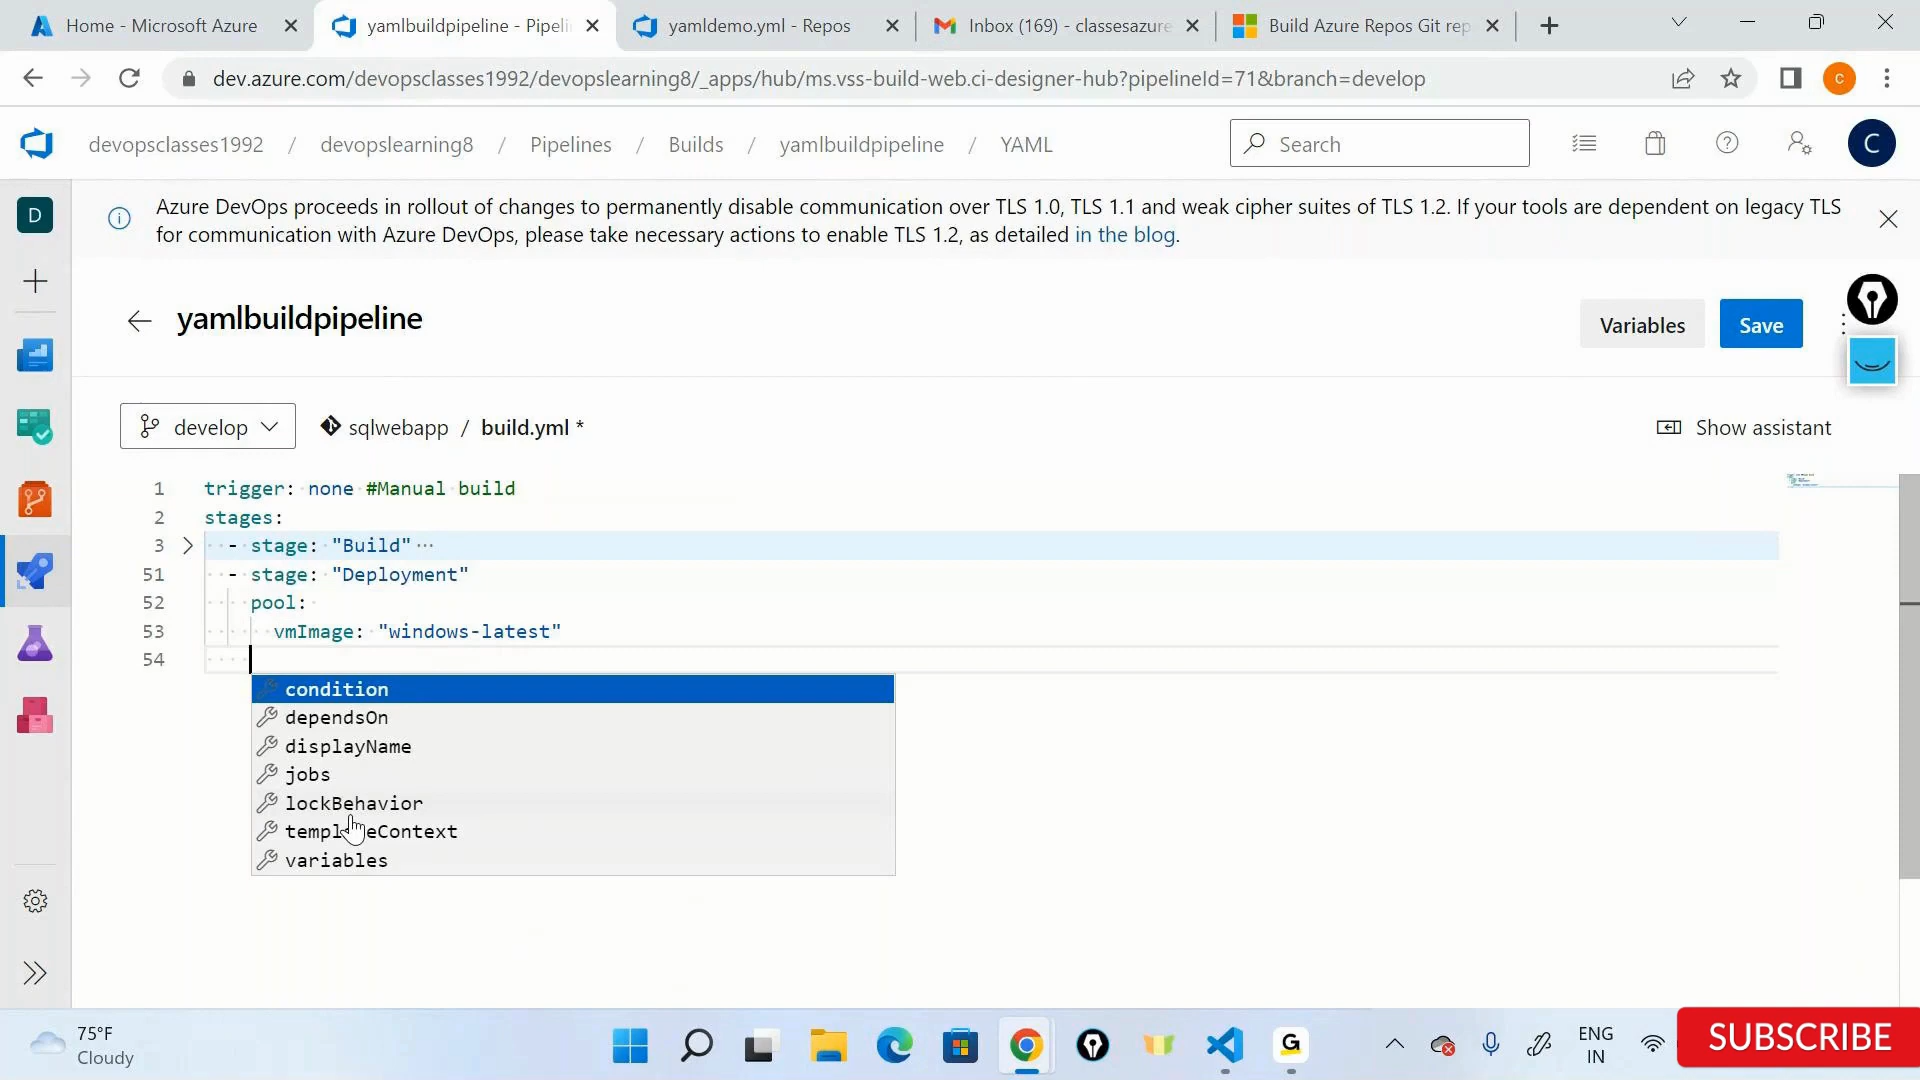 Home - Microsoft Azure
yamlbuildpipeline - Pipeli
yamldemo.yml - Repos
Inbox (169) - classesazure
Build Azure Repos Git rep
dev.azure.com/devopsclasses1992/devopslearning8/_apps/hub/ms.vss-build-web.ci-designer-hub?pipelineId=71&branch=develop
c
devopsclasses1992 / devopslearning8 / Pipelines / Builds / yamlbuildpipeline / YAML
Search
C
D
Azure DevOps proceeds in rollout of changes to permanently disable communication over TLS 1.0, TLS 1.1 and weak cipher suites of TLS 1.2. If your tools are dependent on legacy TLS
for communication with Azure DevOps, please take necessary actions to enable TLS 1.2, as detailed in the blog.
yamlbuildpipeline
Variables
Save
develop
sqlwebapp / build.yml *
Show assistant
1 trigger: none #Manual build
2 stages:
3 - stage: "Build" ...
51 - stage: "Deployment"
52 pool:
53 vmImage: "windows-latest"
54
condition
dependsOn
displayName
jobs
lockBehavior
templateContext
variables
75°F
Cloudy
G
ENG
IN
SUBSCRIBE